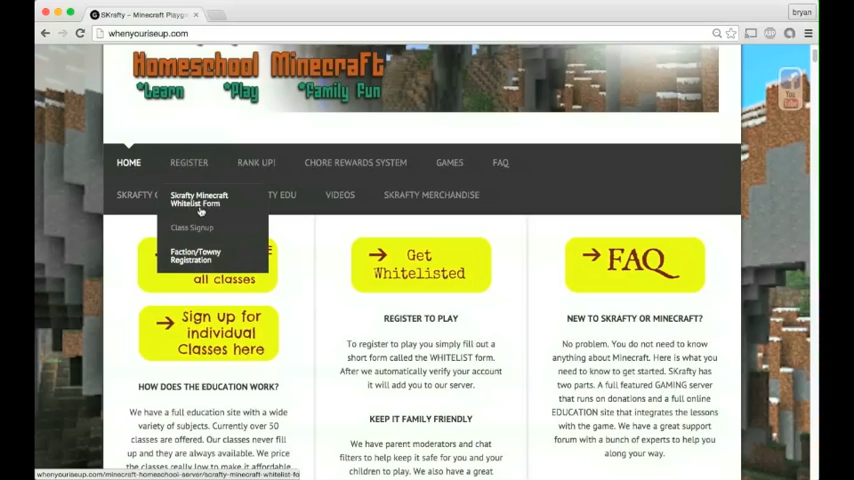 SKrafty – Minecraft Playgr
bryan
whenyouriseup.com
Homeschool Minecraft
*Learn *Play *Family Fun
You
Tube
HOME REGISTER RANK UP! CHORE REWARDS SYSTEM GAMES FAQ
SKRAFTY TY EDU VIDEOS SKRAFTY MERCHANDISE
Skrafty Minecraft
Whitelist Form
Class Signup
Faction/Towny
Registration
all classes
→ Sign up for
individual
Classes here
HOW DOES THE EDUCATION WORK?
We have a full education site with a wide
variety of subjects. Currently over 50
classes are offered. Our classes never fill
up and they are always available. We price
the classes really low to make it affordable
→ Get
Whitelisted
REGISTER TO PLAY
To register to play you simply fill out a
short form called the WHITELIST form.
After we automatically verify your account
it will add you to our server.
KEEP IT FAMILY FRIENDLY
We have parent moderators and chat
filters to help keep it safe for you and your
children to play. We also have a great
→ FAQ
NEW TO SKRAFTY OR MINECRAFT?
No problem. You do not need to know
anything about Minecraft. Here is what you
need to know to get started. SKrafty has
two parts. A full featured GAMING server
that runs on donations and a full online
EDUCATION site that integrates the lessons
with the game. We have a great support
forum with a bunch of experts to help you
along your way.
whenyouriseup.com/minecraft-homeschool-server/scrafty-minecraft-whitelist-fo